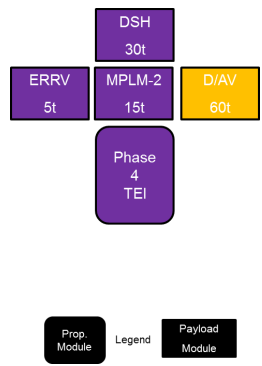 DSH
30t
ERRV
5t
MPLM-2
15t
D/AV
60t
Phase
4
TEI
Prop.
Module
Legend
Payload
Module